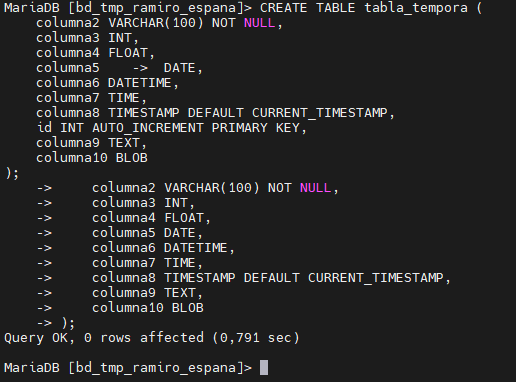 MariaDB [bd_tmp_ramiro_espana]> CREATE TABLE tabla_tempora (
    columna2 VARCHAR(100) NOT NULL,
    columna3 INT,
    columna4 FLOAT,
    columna5    -> DATE,
    columna6 DATETIME,
    columna7 TIME,
    columna8 TIMESTAMP DEFAULT CURRENT_TIMESTAMP,
    id INT AUTO_INCREMENT PRIMARY KEY,
    columna9 TEXT,
    columna10 BLOB
);
    ->     columna2 VARCHAR(100) NOT NULL,
    ->     columna3 INT,
    ->     columna4 FLOAT,
    ->     columna5 DATE,
    ->     columna6 DATETIME,
    ->     columna7 TIME,
    ->     columna8 TIMESTAMP DEFAULT CURRENT_TIMESTAMP,
    ->     columna9 TEXT,
    ->     columna10 BLOB
    -> );
Query OK, 0 rows affected (0,791 sec)
MariaDB [bd_tmp_ramiro_espana]>